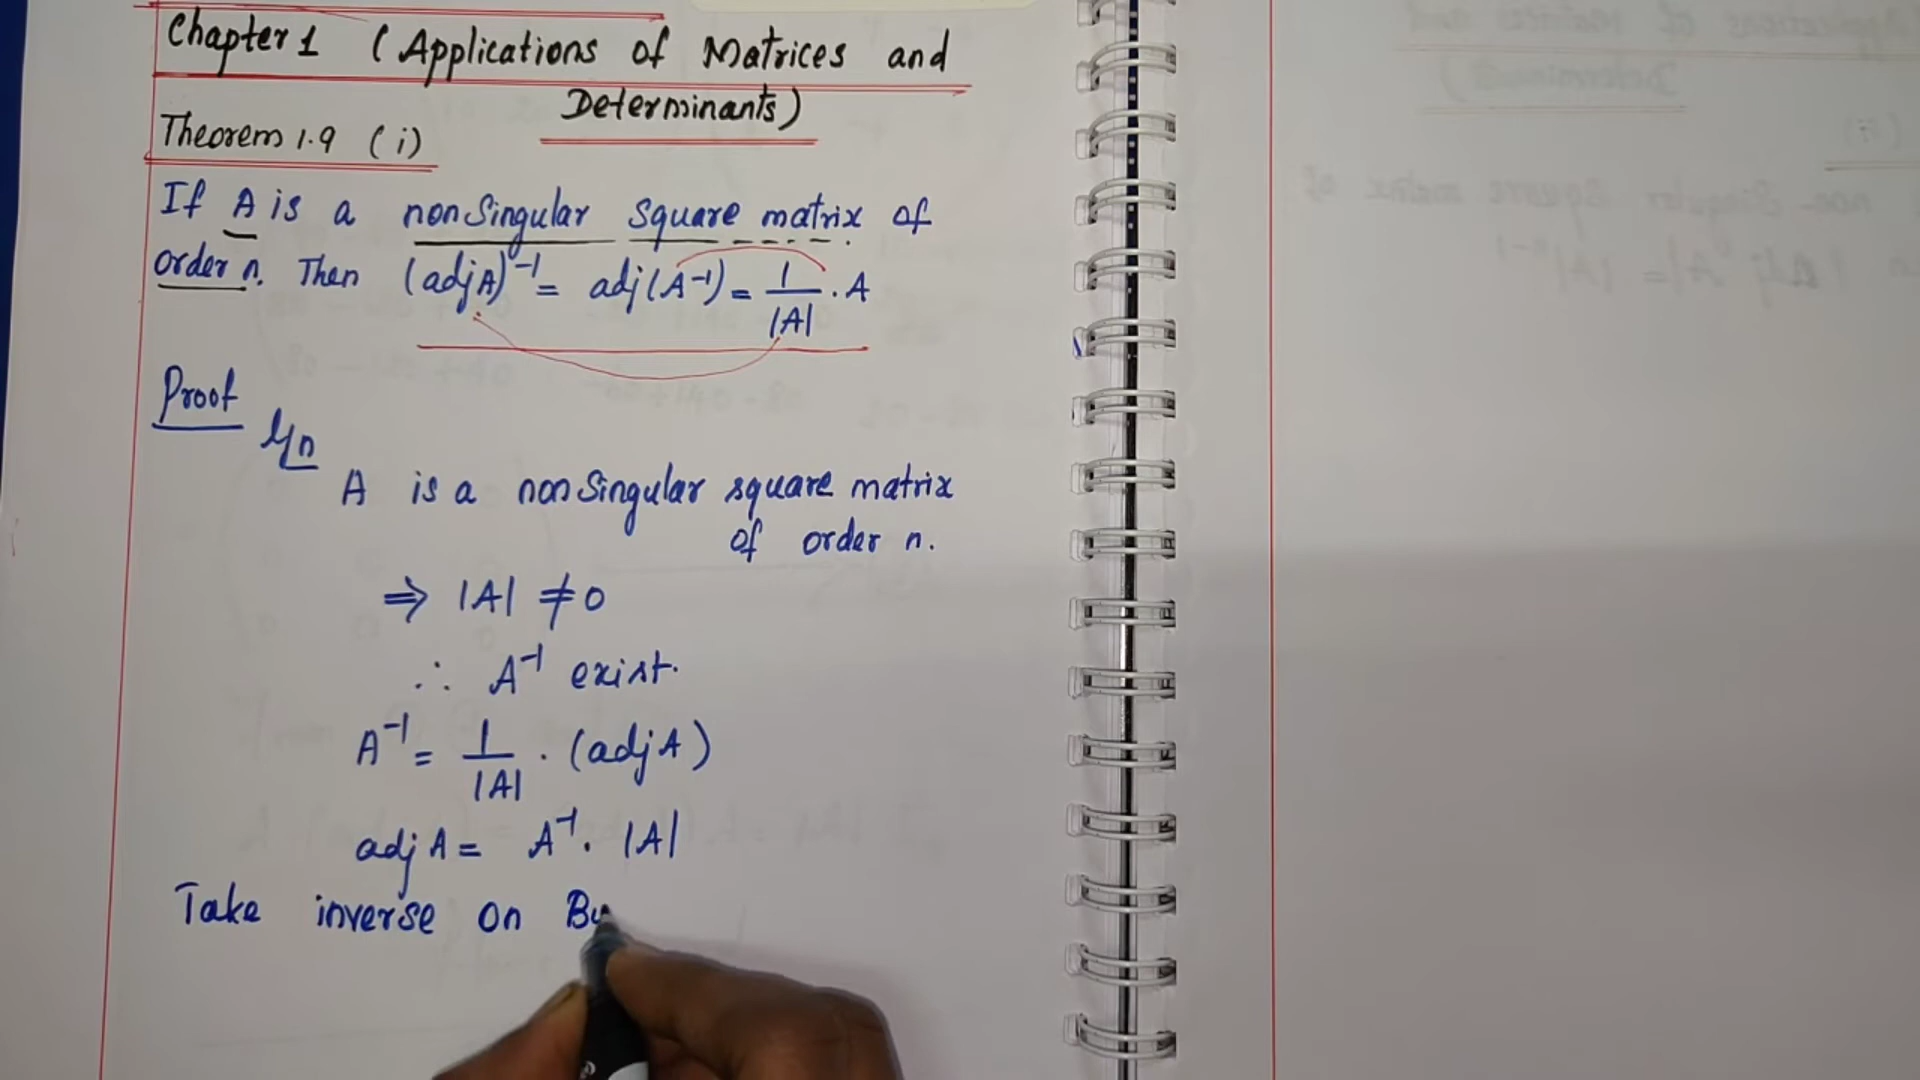 Chapter 1 (Applications of Matrices and
Determinants)
Theorem 1.9 (i)
If A is a nonSingular Square matrix of
order n. Then (adj A)⁻¹ = adj(A⁻¹) = 1/|A| . A
Proof
A is a nonSingular square matrix
of order n.
⇒ |A| ≠ 0
∴ A⁻¹ exist.
A⁻¹ = 1/|A| . (adj A)
adj A = A⁻¹ . |A|
Take inverse on